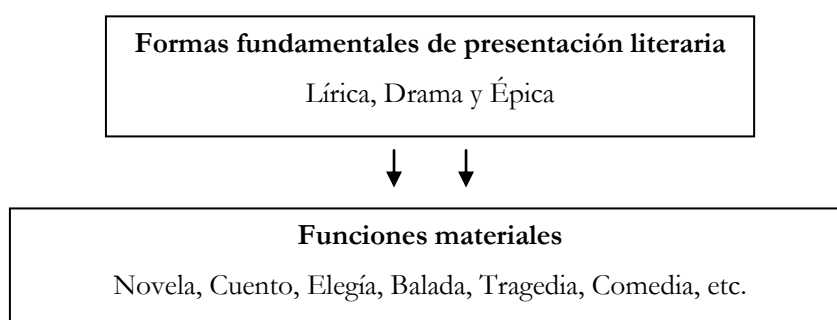 Formas fundamentales de presentación literaria
Lírica, Drama y Épica
Funciones materiales
Novela, Cuento, Elegía, Balada, Tragedia, Comedia, etc.